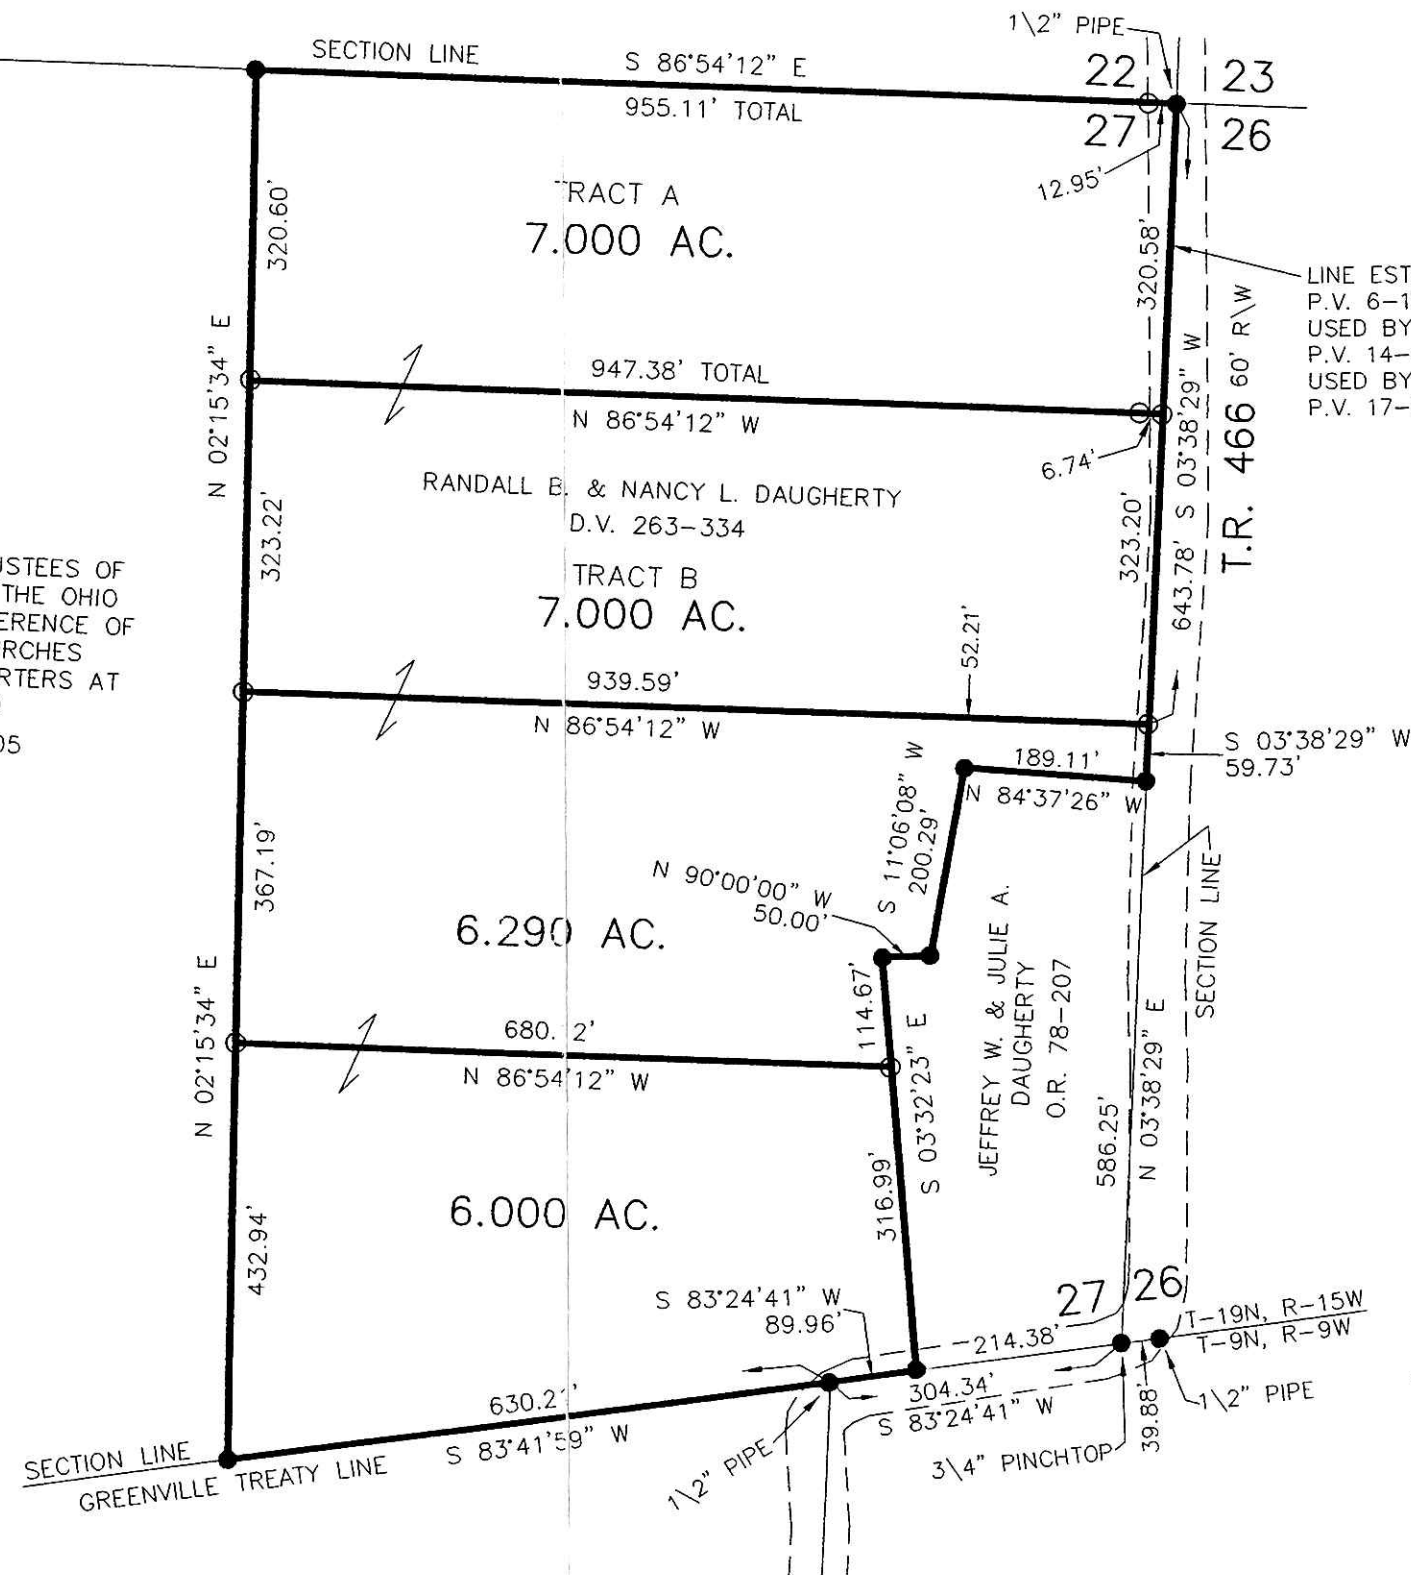 1\2" PIPE
SECTION LINE
S 86°54'12" E
955.11' TOTAL
22
23
27
26
12.95'
TRACT A
7.000 AC.
320.60'
320.58'
N 02°15'34" E
947.38' TOTAL
N 86°54'12" W
6.74'
LINE EST
P.V. 6-1
USED BY
P.V. 14-
USED BY
P.V. 17-
T.R. 466 60' R\W
643.78' S 03°38'29" W
RANDALL B. & NANCY L. DAUGHERTY
D.V. 263-334
TRACT B
7.000 AC.
323.22'
323.20'
USTEES OF
THE OHIO
ERENCE OF
RCHES
RTERS AT
05
939.59'
N 86°54'12" W
52.21'
S 03°38'29" W
59.73'
189.11'
N 84°37'26" W
S 11°06'08" W
200.29'
N 90°00'00" W
50.00'
367.19'
6.290 AC.
114.67'
N 02°15'34" E
S 03°32'23" E
JEFFREY W. & JULIE A.
DAUGHERTY
O.R. 78-207
SECTION LINE
586.25'
N 03°38'29" E
680. 2'
N 86°54'12" W
6.000 AC.
316.99'
432.94'
S 83°24'41" W
89.96'
27
26
T-19N, R-15W
T-9N, R-9W
214.38'
304.34'
S 83°24'41" W
630.2 '
S 83°41'59" W
1\2" PIPE
1\2" PIPE
3\4" PINCHTOP
39.88'
SECTION LINE
GREENVILLE TREATY LINE